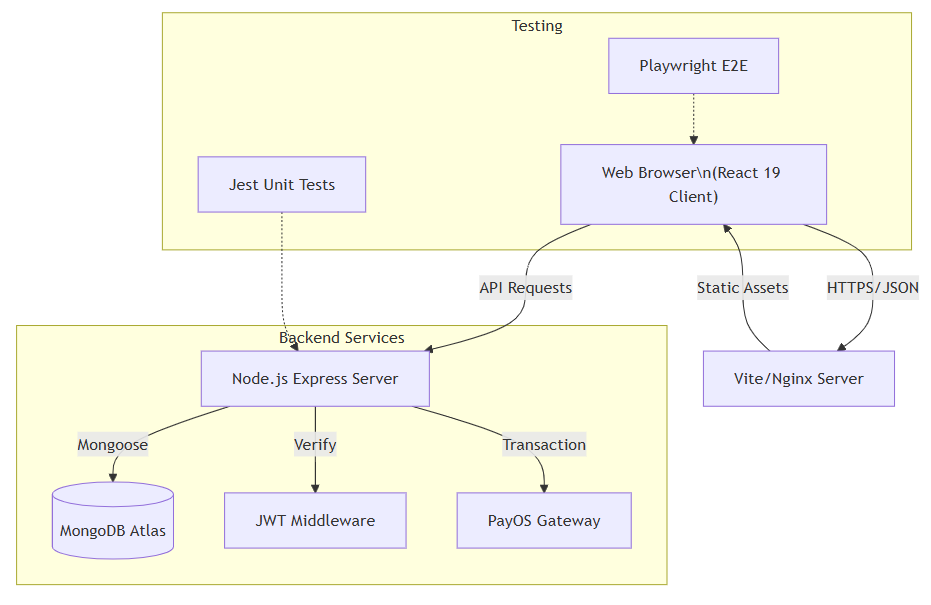 Testing
Playwright E2E
Web Browser\n(React 19
Client)
Jest Unit Tests
API Requests
Static Assets
HTTPS/JSON
Backend Services
Node.js Express Server
Vite/Nginx Server
Mongoose
Verify
Transaction
MongoDB Atlas
JWT Middleware
PayOS Gateway